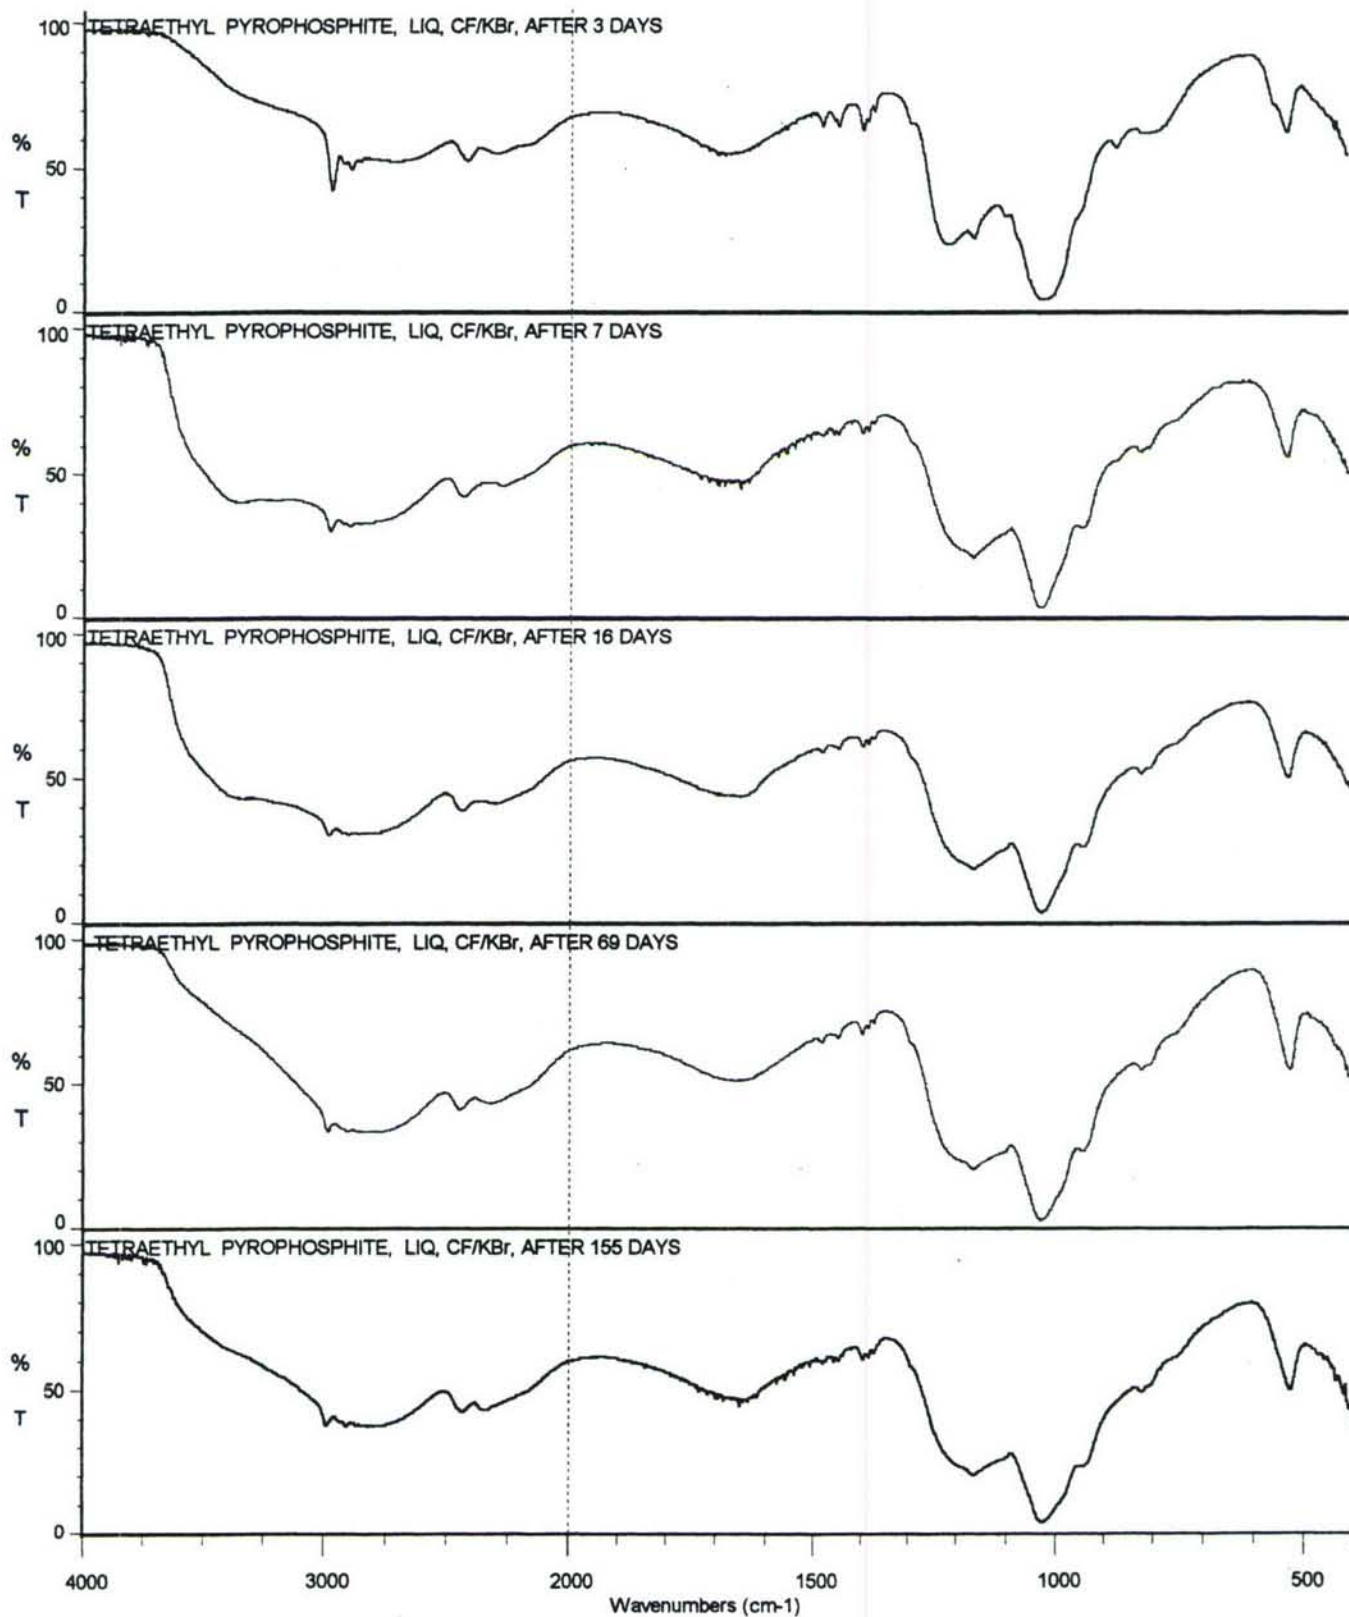 100 TETRAETHYL PYROPHOSPHITE, LIQ, CF/KBr, AFTER 3 DAYS
%
50
T
0
100 TETRAETHYL PYROPHOSPHITE, LIQ, CF/KBr, AFTER 7 DAYS
%
50
T
0
100 TETRAETHYL PYROPHOSPHITE, LIQ, CF/KBr, AFTER 16 DAYS
%
50
T
0
100 TETRAETHYL PYROPHOSPHITE, LIQ, CF/KBr, AFTER 69 DAYS
%
50
T
0
100 TETRAETHYL PYROPHOSPHITE, LIQ, CF/KBr, AFTER 155 DAYS
%
50
T
0
4000 3000 2000 1500 1000 500
Wavenumbers (cm-1)